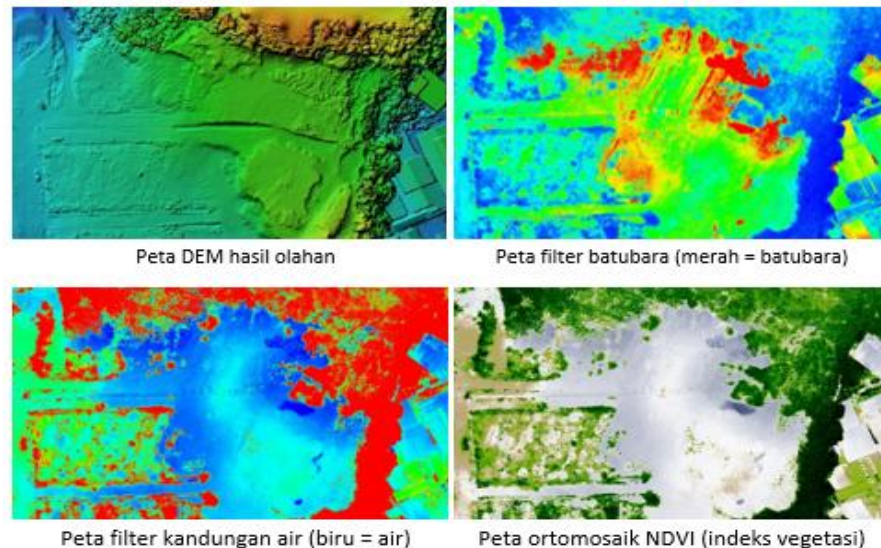 Peta DEM hasil olahan
Peta filter batubara (merah = batubara)
Peta filter kandungan air (biru = air)
Peta ortomosaik NDVI (indeks vegetasi)